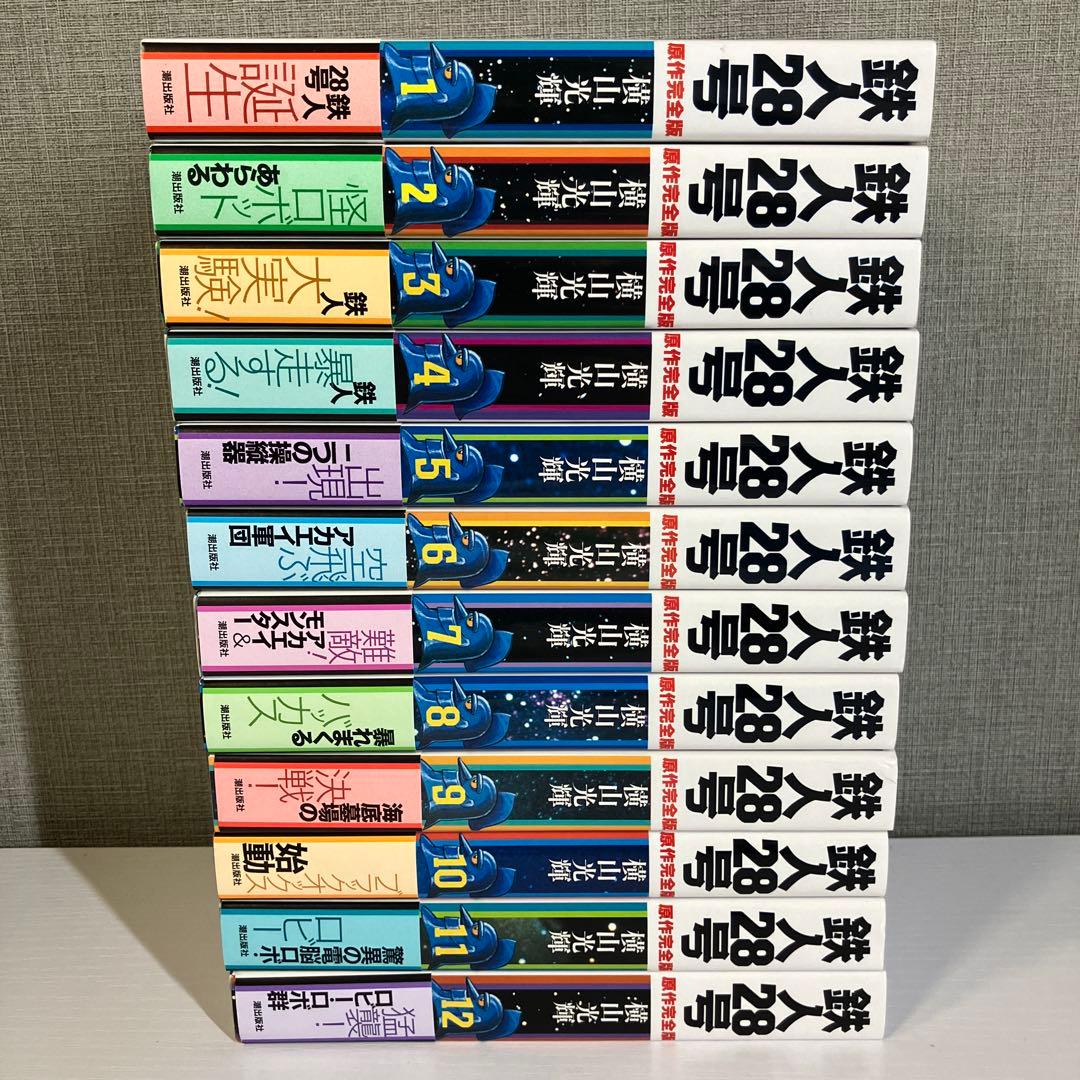 鉄人28号
原作完全版
横山光輝
1
鉄人28号
誕生
潮出版社
鉄人28号
原作完全版
横山光輝
2
怪ロボット
あらわる
潮出版社
鉄人28号
原作完全版
横山光輝
3
鉄人
大実験!
潮出版社
鉄人28号
原作完全版
横山光輝
4
鉄人
暴走する!
潮出版社
鉄人28号
原作完全版
横山光輝
5
出現!
二つの操縦器
潮出版社
鉄人28号
原作完全版
横山光輝
6
空飛ぶ
アカエイ軍団
潮出版社
鉄人28号
原作完全版
横山光輝
7
難敵!
アカエイ&
モンスター
潮出版社
鉄人28号
原作完全版
横山光輝
8
暴れまくる
バッカス
潮出版社
鉄人28号
原作完全版
横山光輝
9
海底墓場の
決戦!
潮出版社
鉄人28号
原作完全版
横山光輝
10
ブラックオックス
始動
潮出版社
鉄人28号
原作完全版
横山光輝
11
驚異の電脳ロボ・
ロビー
潮出版社
鉄人28号
原作完全版
横山光輝
12
猛襲!
ロビー・ロボ群
潮出版社